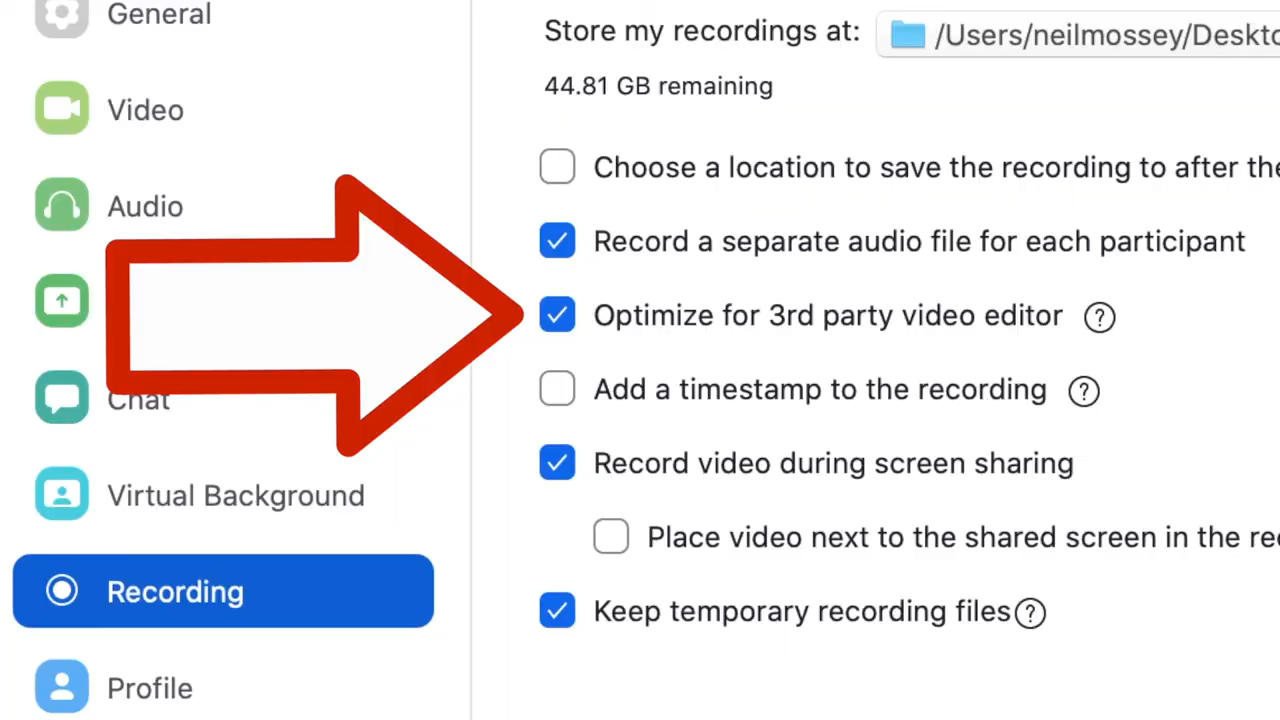 General
Video
Audio
Chat
Virtual Background
Recording
Profile
Store my recordings at:
/Users/neilmossey/Deskto
44.81 GB remaining
Choose a location to save the recording to after the
Record a separate audio file for each participant
Optimize for 3rd party video editor ?
Add a timestamp to the recording ?
Record video during screen sharing
Place video next to the shared screen in the rec
Keep temporary recording files ?